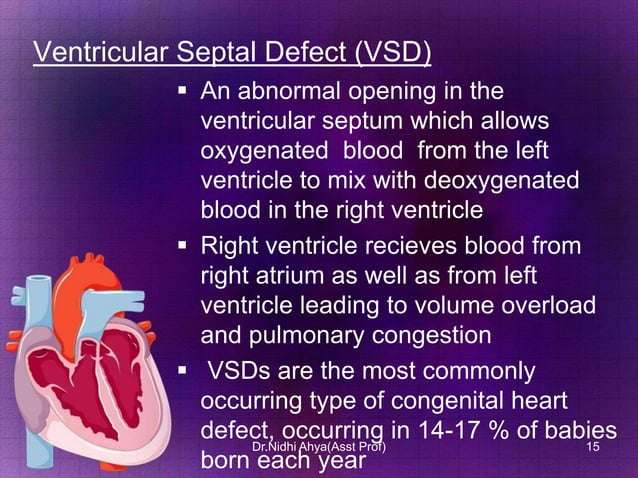 Ventricular Septal Defect (VSD)
▪ An abnormal opening in the
ventricular septum which allows
oxygenated  blood  from the left
ventricle to mix with deoxygenated
blood in the right ventricle
▪ Right ventricle recieves blood from
right atrium as well as from left
ventricle leading to volume overload
and pulmonary congestion
▪ VSDs are the most commonly
occurring type of congenital heart
defect, occurring in 14-17 % of babies
born each year
Dr.Nidhi Ahya(Asst Prof)
15